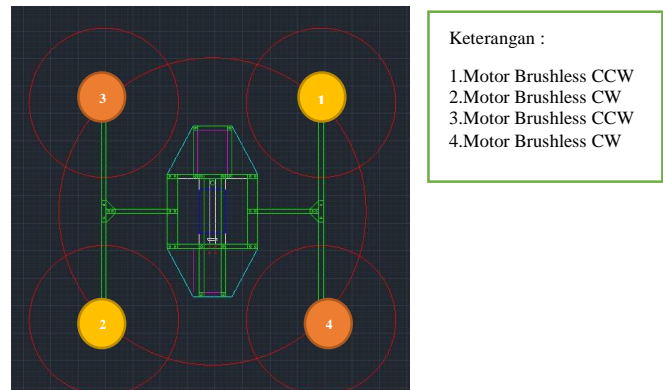 3
1
2
4
Keterangan :
1.Motor Brushless CCW
2.Motor Brushless CW
3.Motor Brushless CCW
4.Motor Brushless CW